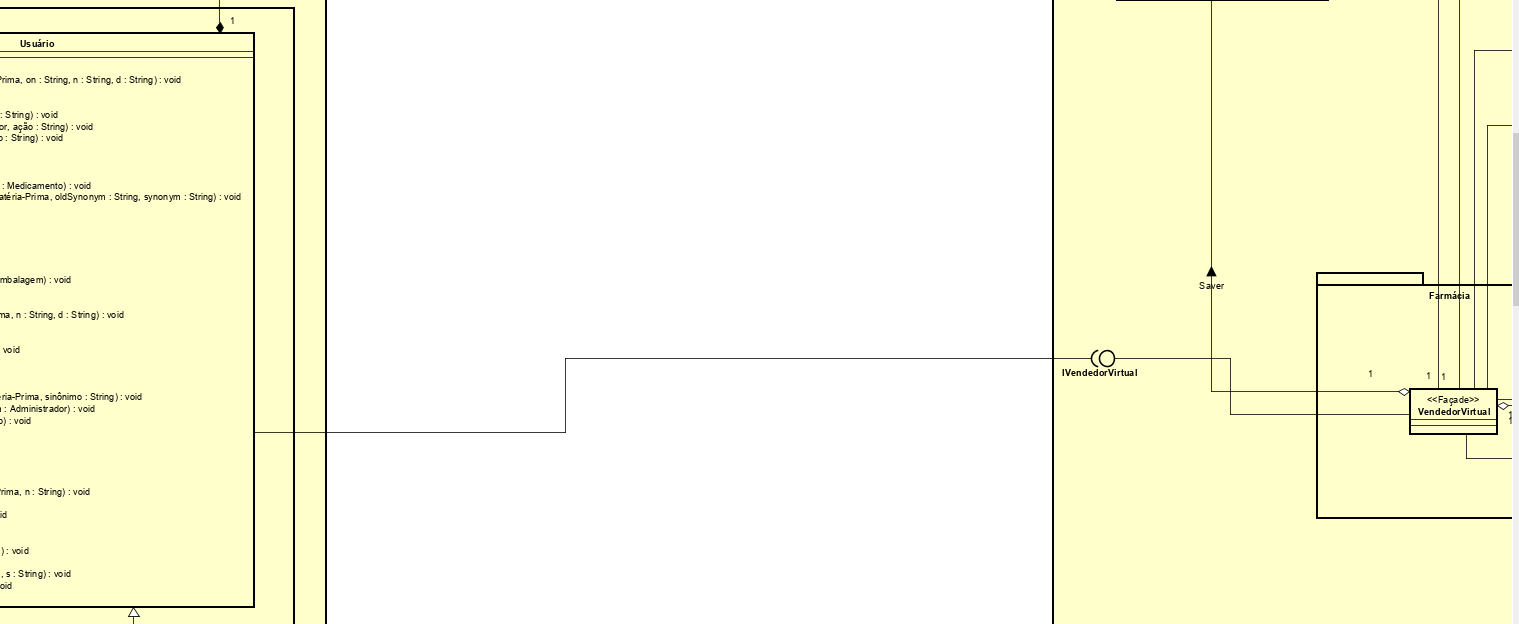 1
Usuário
Prima, on : String, n : String, d : String) : void
: String) : void
or, ação : String) : void
o : String) : void
: Medicamento) : void
atéria-Prima, oldSynonym : String, synonym : String) : void
mbalagem) : void
ma, n : String, d : String) : void
void
éria-Prima, sinônimo : String) : void
n : Administrador) : void
o) : void
Prima, n : String) : void
id
) : void
, s : String) : void
oid
Saver
IVendedorVirtual
Farmácia
1
1
1
<<Façade>>
VendedorVirtual